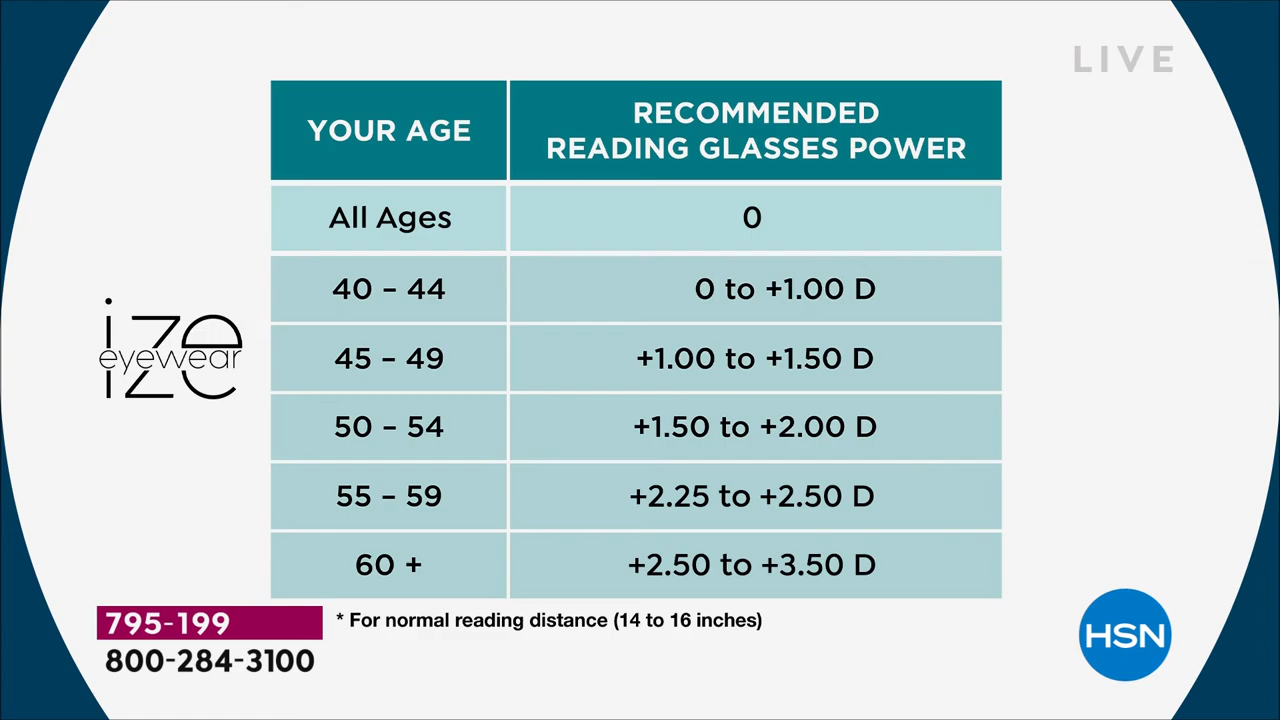 LIVE
YOUR AGE
RECOMMENDED
READING GLASSES POWER
All Ages
0
40 – 44
0 to +1.00 D
45 – 49
+1.00 to +1.50 D
50 – 54
+1.50 to +2.00 D
55 – 59
+2.25 to +2.50 D
60 +
+2.50 to +3.50 D
ize
eyewear
795-199
* For normal reading distance (14 to 16 inches)
800-284-3100
HSN